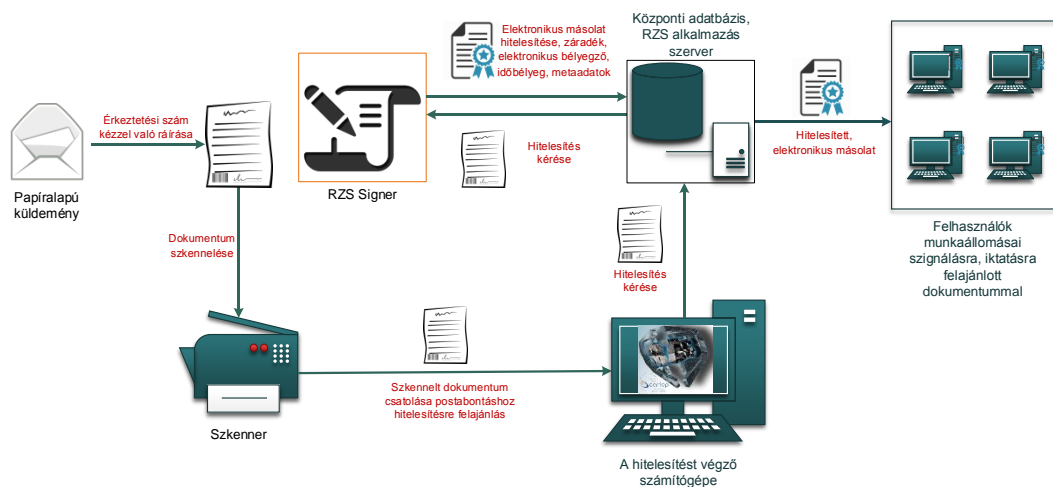 Elektronikus másolat
hitelesítése, záradék,
elektronikus bélyegző,
időbélyeg, metaadatok
Központi adatbázis,
RZS alkalmazás
szerver
Érkeztetési szám
kézzel való ráírása
Hitelesítés
kérése
Hitelesített,
elektronikus másolat
Papíralapú
küldemény
RZS Signer
Dokumentum
szkennelése
Hitelesítés
kérése
Felhasználók
munkaállomásai
szignálásra, iktatásra
felajánlott
dokumentummal
Szkennelt dokumentum
csatolása postabontáshoz
hitelesítésre felajánlás
Szkenner
A hitelesítést végző
számítógépe